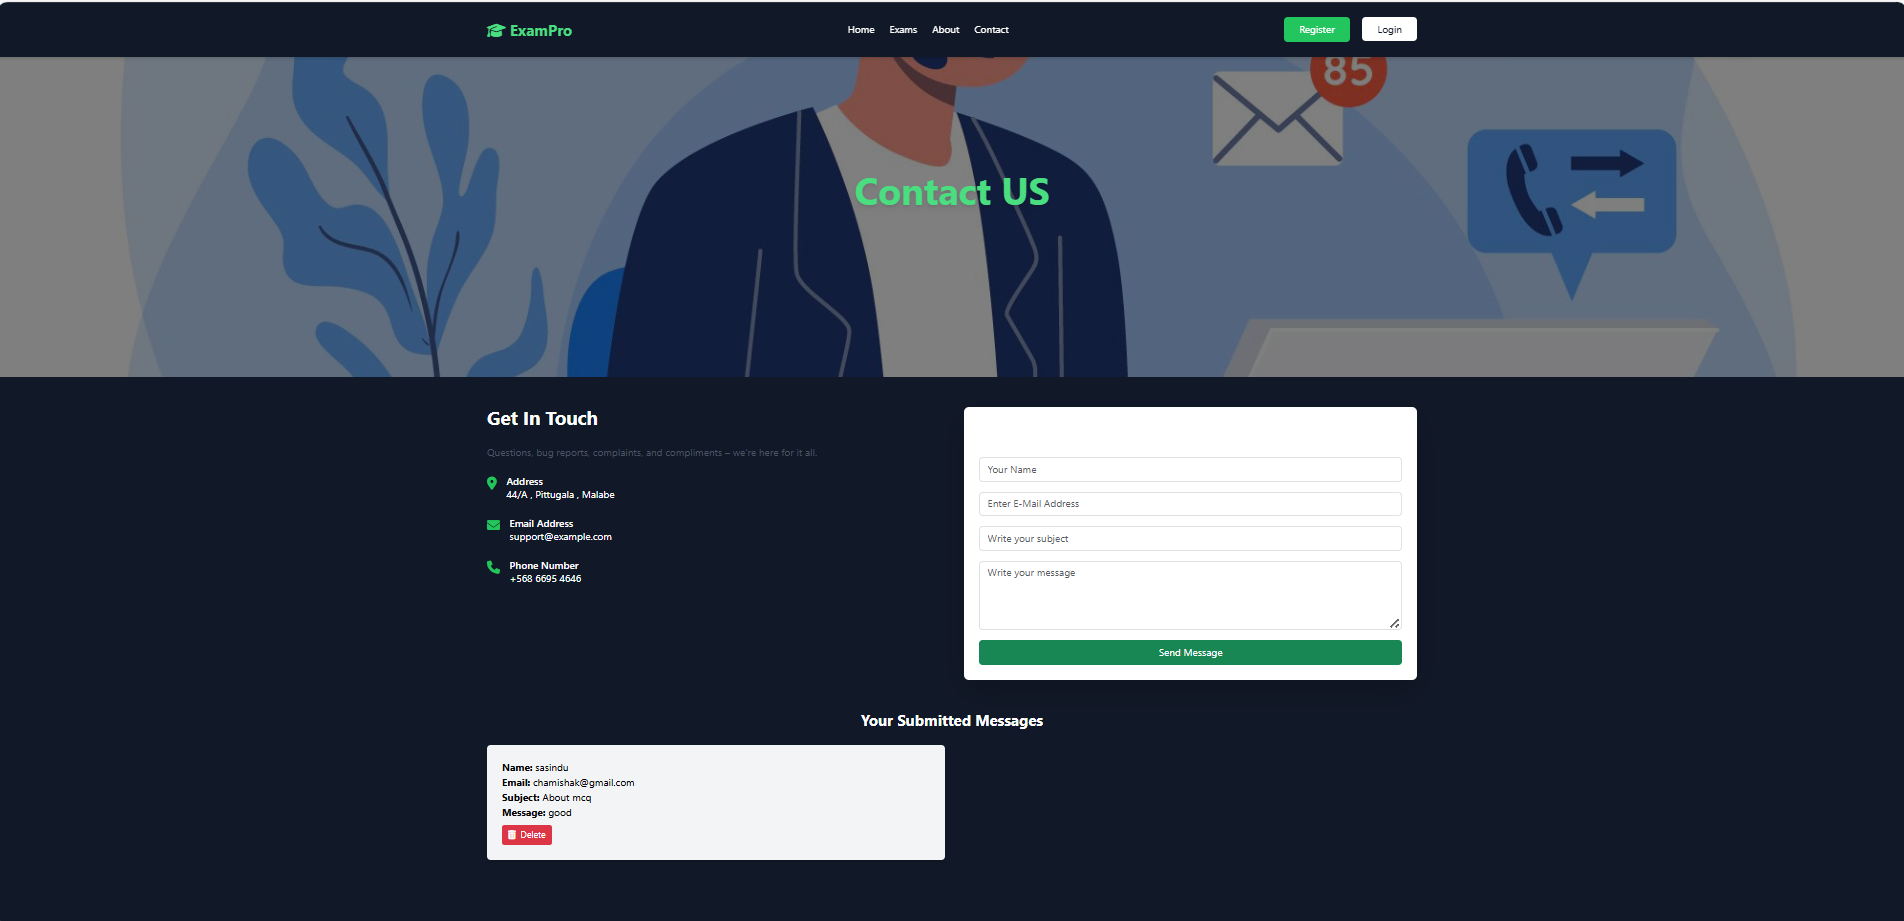 ExamPro
Home Exams About Contact
Register Login
85
Contact US
Get In Touch
Questions, bug reports, complaints, and compliments – we're here for it all.
Address
44/A , Pittugala , Malabe
Email Address
support@example.com
Phone Number
+568 6695 4646
Your Name
Enter E-Mail Address
Write your subject
Write your message
Send Message
Your Submitted Messages
Name: sasindu
Email: chamishak@gmail.com
Subject: About mcq
Message: good
Delete